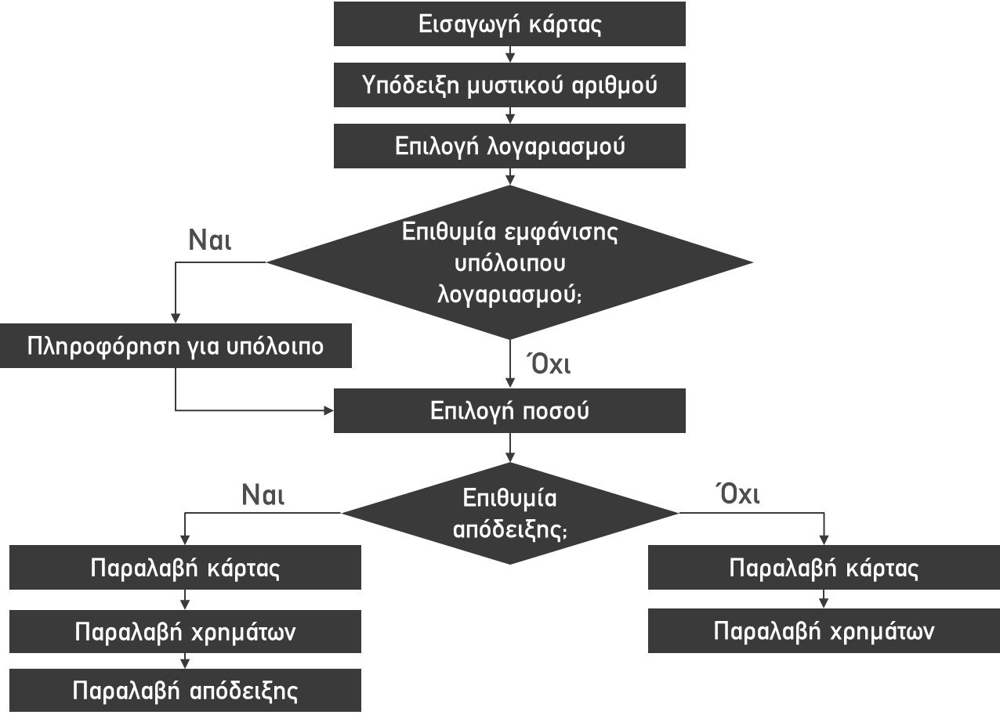 Εισαγωγή κάρτας
Υπόδειξη μυστικού αριθμού
Επιλογή λογαριασμού
Επιθυμία εμφάνισης
υπόλοιπου
λογαριασμού;
Ναι
Πληροφόρηση για υπόλοιπο
Όχι
Επιλογή ποσού
Επιθυμία
απόδειξης;
Ναι
Όχι
Παραλαβή κάρτας
Παραλαβή χρημάτων
Παραλαβή απόδειξης
Παραλαβή κάρτας
Παραλαβή χρημάτων